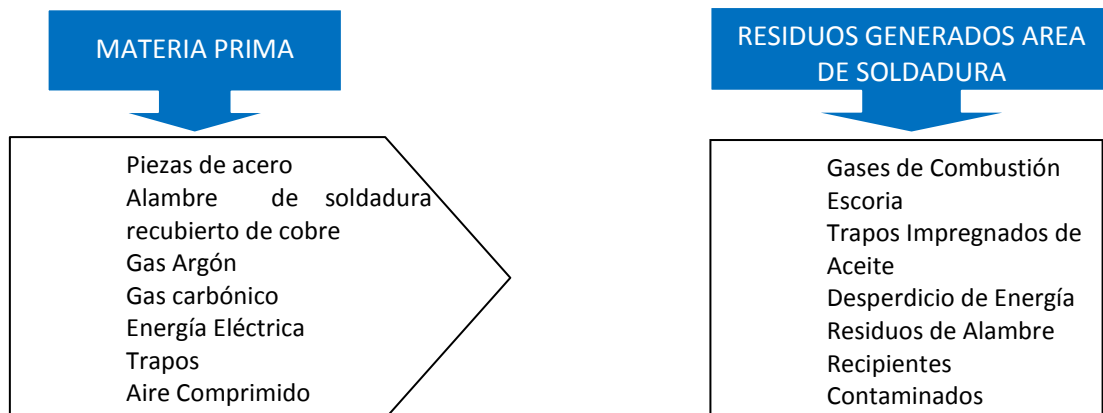 MATERIA PRIMA
Piezas de acero
Alambre de soldadura
recubierto de cobre
Gas Argón
Gas carbónico
Energía Eléctrica
Trapos
Aire Comprimido
RESIDUOS GENERADOS AREA
DE SOLDADURA
Gases de Combustión
Escoria
Trapos Impregnados de
Aceite
Desperdicio de Energía
Residuos de Alambre
Recipientes
Contaminados